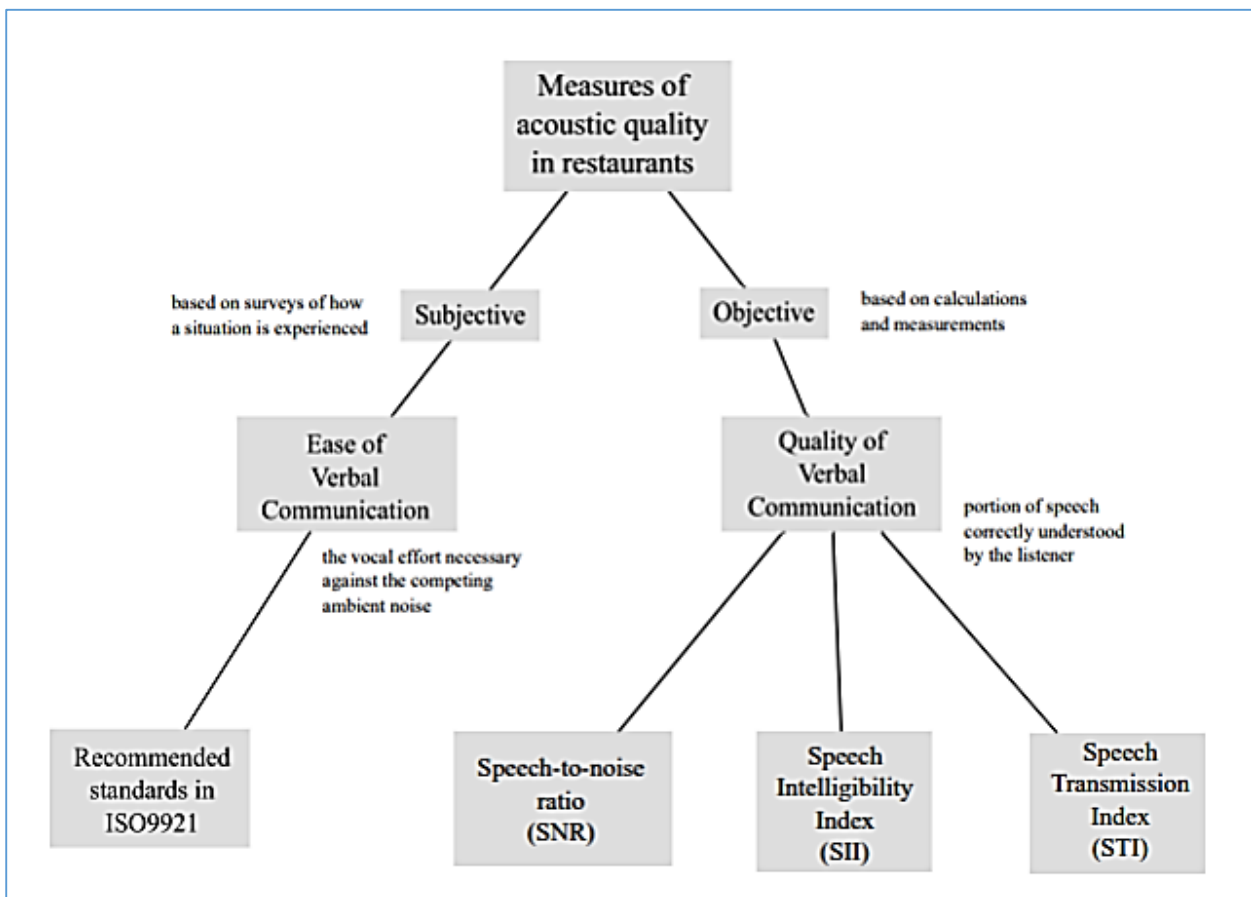 Measures of
acoustic quality
in restaurants
based on surveys of how
a situation is experienced
Subjective
Objective
based on calculations
and measurements
Ease of
Verbal
Communication
the vocal effort necessary
against the competing
ambient noise
Quality of
Verbal
Communication
portion of speech
correctly understood
by the listener
Recommended
standards in
ISO9921
Speech-to-noise
ratio
(SNR)
Speech
Intelligibility
Index
(SII)
Speech
Transmission
Index
(STI)